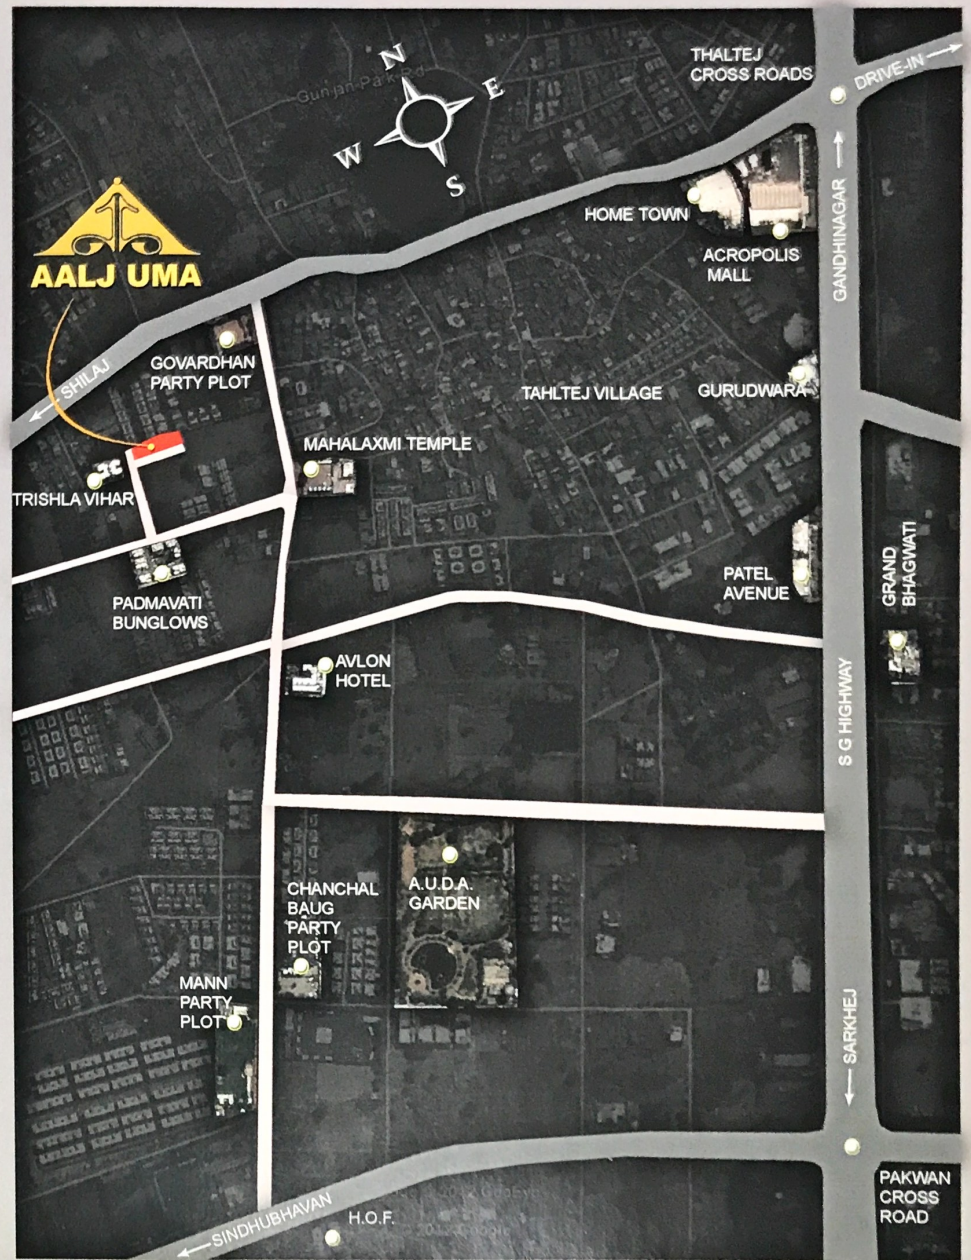 N
E
W
S
Gunjan Park Rd
THALTEJ
CROSS ROADS
DRIVE-IN
AALJ UMA
HOME TOWN
ACROPOLIS
MALL
GANDHINAGAR
SHILAJ
GOVARDHAN
PARTY PLOT
TAHLTEJ VILLAGE
GURUDWARA
MAHALAXMI TEMPLE
TRISHLA VIHAR
PADMAVATI
BUNGLOWS
PATEL
AVENUE
GRAND
BHAGWATI
AVLON
HOTEL
S G HIGHWAY
CHANCHAL
BAUG
PARTY
PLOT
A.U.D.A.
GARDEN
MANN
PARTY
PLOT
SARKHEJ
PAKWAN
CROSS
ROAD
SINDHUBHAVAN
H.O.F.